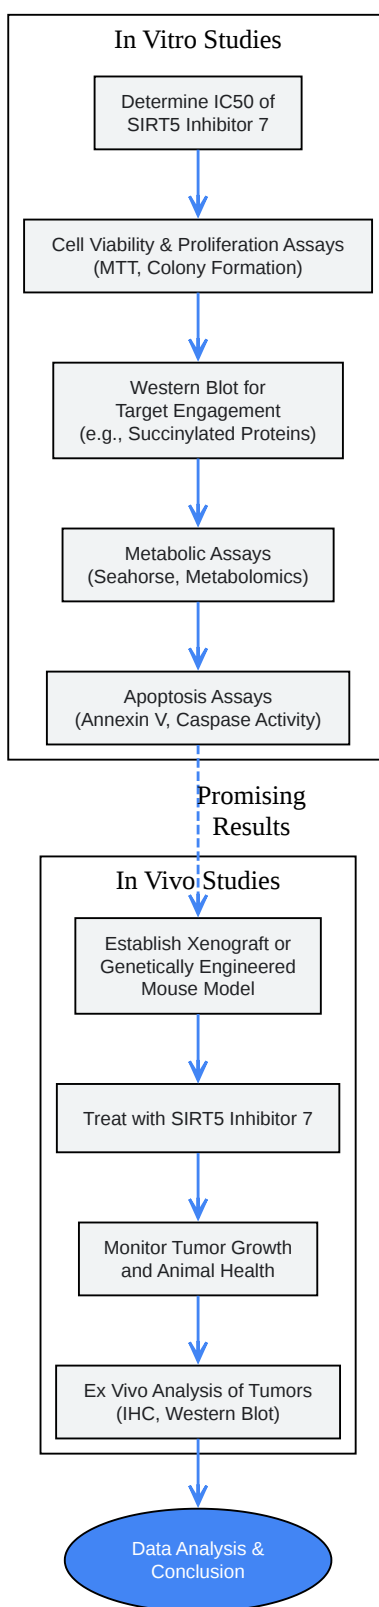 In Vitro Studies
Determine IC50 of
SIRT5 Inhibitor 7
Cell Viability & Proliferation Assays
(MTT, Colony Formation)
Western Blot for
Target Engagement
(e.g., Succinylated Proteins)
Metabolic Assays
(Seahorse, Metabolomics)
Apoptosis Assays
(Annexin V, Caspase Activity)
Promising
Results
In Vivo Studies
Establish Xenograft or
Genetically Engineered
Mouse Model
Treat with SIRT5 Inhibitor 7
Monitor Tumor Growth
and Animal Health
Ex Vivo Analysis of Tumors
(IHC, Western Blot)
Data Analysis &
Conclusion